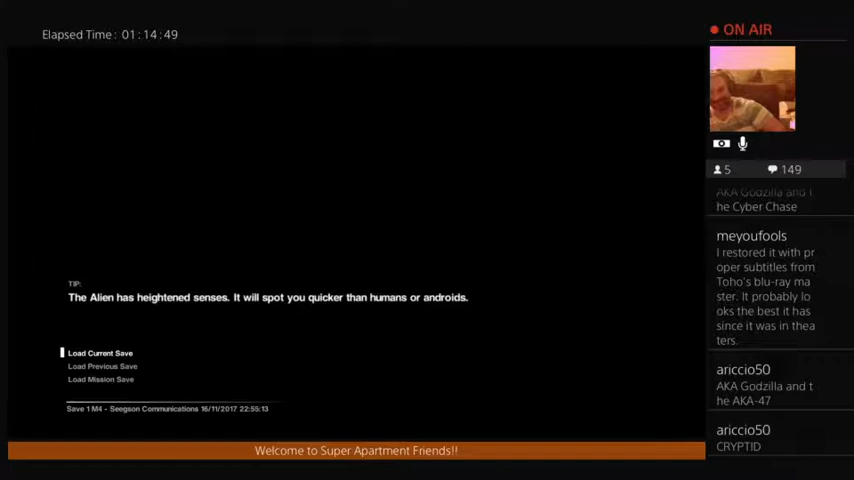 Elapsed Time: 01:14:49
ON AIR
5
149
AKA Godzilla and t
he Cyber Chase
meyoufools
I restored it with pr
oper subtitles from
Toho's blu-ray ma
ster. It probably lo
oks the best it has
since it was in thea
ters.
TIP:
The Alien has heightened senses. It will spot you quicker than humans or androids.
Load Current Save
Load Previous Save
Load Mission Save
ariccio50
AKA Godzilla and t
he AKA-47
Save 1 M4 - Seegson Communications 16/11/2017 22:55:13
ariccio50
CRYPTID
Welcome to Super Apartment Friends!!